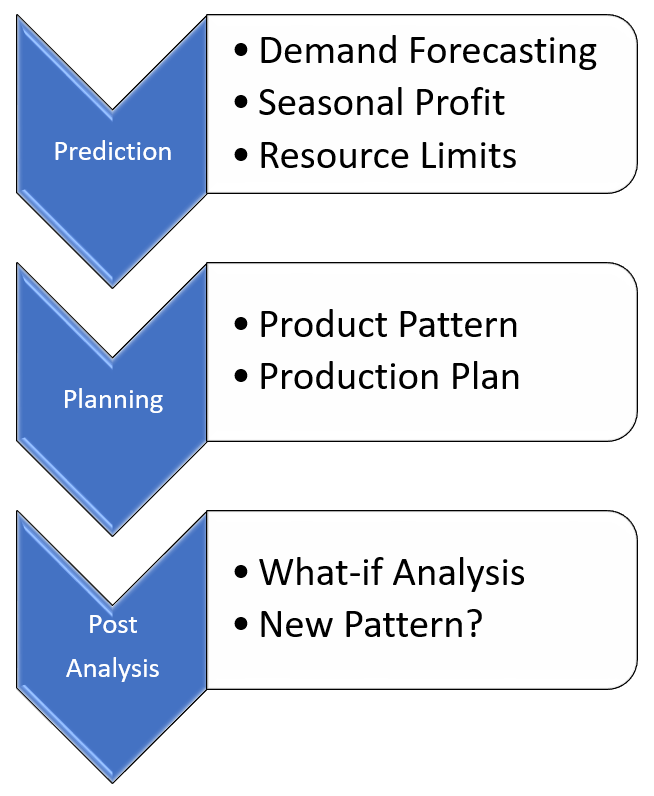 Prediction
• Demand Forecasting
• Seasonal Profit
• Resource Limits
Planning
• Product Pattern
• Production Plan
Post
Analysis
• What-if Analysis
• New Pattern?